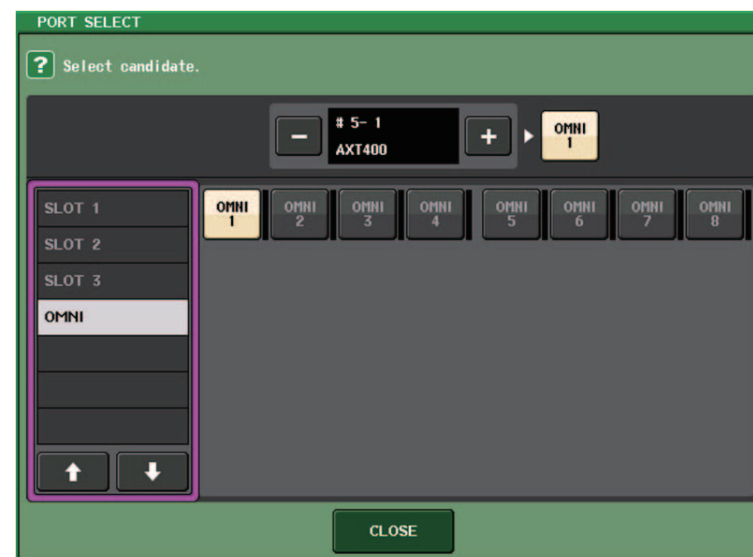 PORT SELECT
? Select candidate.
− # 5- 1 + OMNI 1
AXT400
SLOT 1
SLOT 2
SLOT 3
OMNI
OMNI 1 OMNI 2 OMNI 3 OMNI 4 OMNI 5 OMNI 6 OMNI 7 OMNI 8
CLOSE